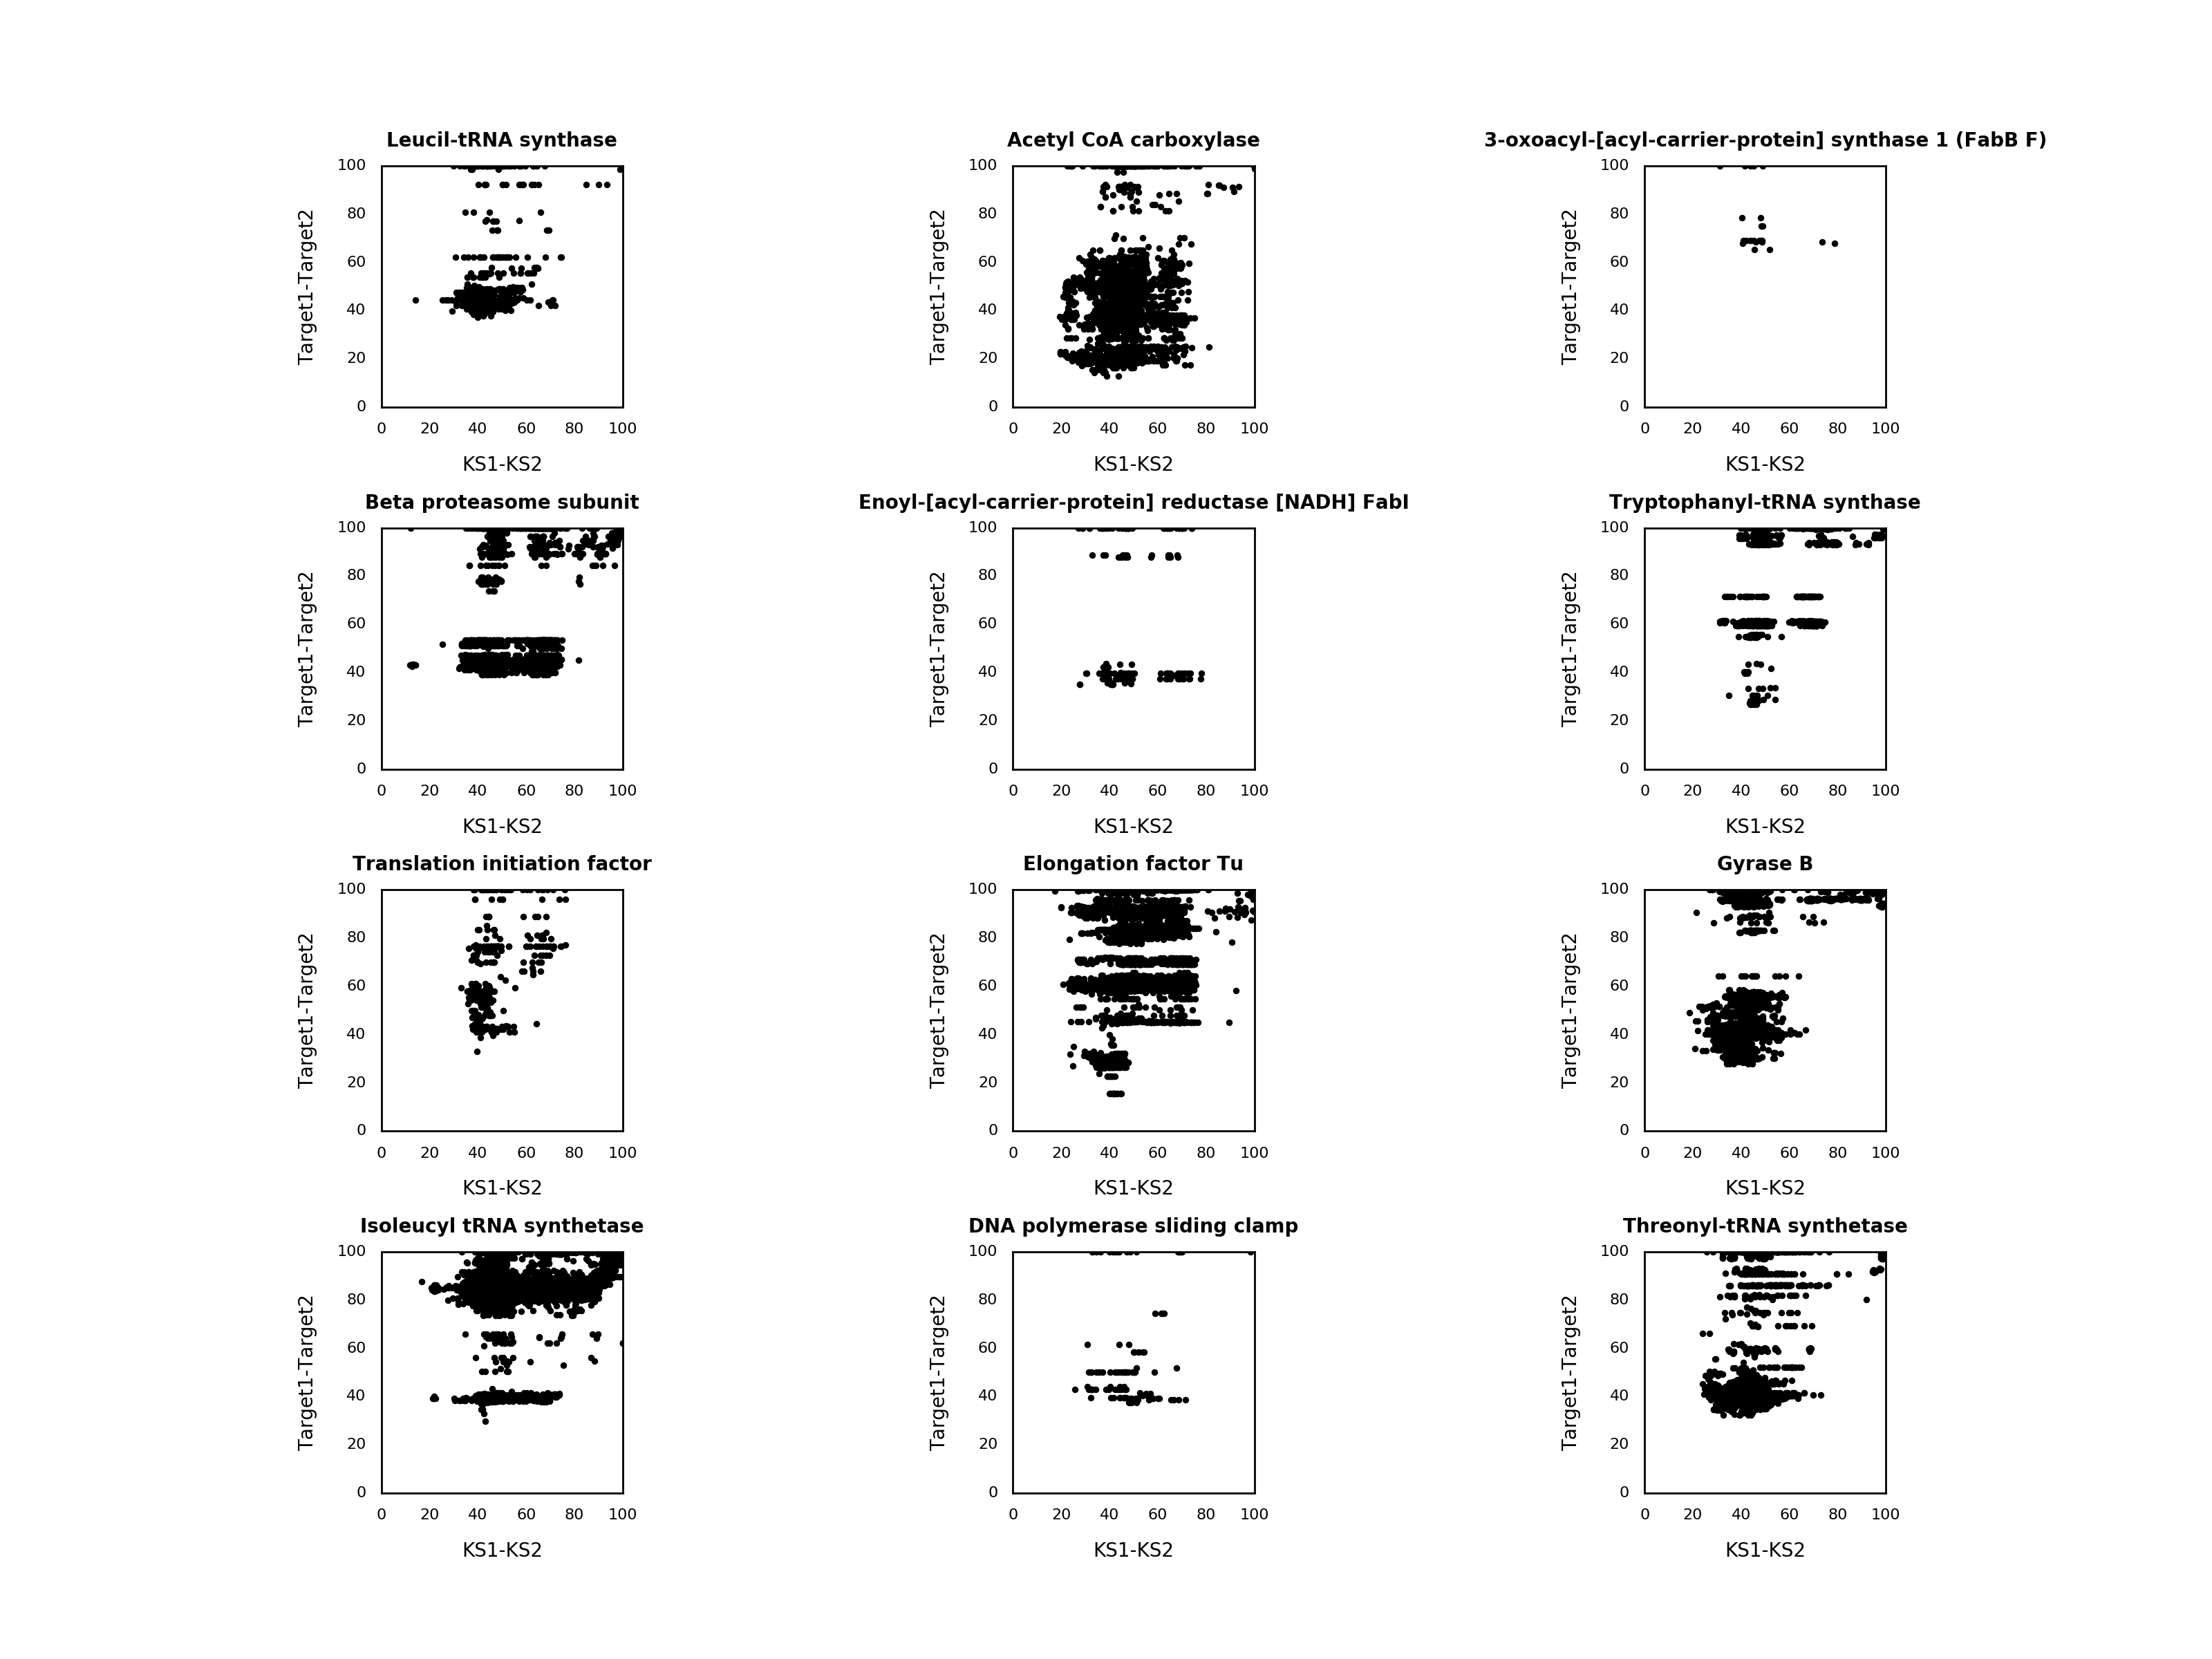 Leucil-tRNA synthase
Target1-Target2
100
80
60
40
20
0
0 20 40 60 80 100
KS1-KS2
Acetyl CoA carboxylase
Target1-Target2
100
80
60
40
20
0
0 20 40 60 80 100
KS1-KS2
3-oxoacyl-[acyl-carrier-protein] synthase 1 (FabB F)
Target1-Target2
100
80
60
40
20
0
0 20 40 60 80 100
KS1-KS2
Beta proteasome subunit
Target1-Target2
100
80
60
40
20
0
0 20 40 60 80 100
KS1-KS2
Enoyl-[acyl-carrier-protein] reductase [NADH] FabI
Target1-Target2
100
80
60
40
20
0
0 20 40 60 80 100
KS1-KS2
Tryptophanyl-tRNA synthase
Target1-Target2
100
80
60
40
20
0
0 20 40 60 80 100
KS1-KS2
Translation initiation factor
Target1-Target2
100
80
60
40
20
0
0 20 40 60 80 100
KS1-KS2
Elongation factor Tu
Target1-Target2
100
80
60
40
20
0
0 20 40 60 80 100
KS1-KS2
Gyrase B
Target1-Target2
100
80
60
40
20
0
0 20 40 60 80 100
KS1-KS2
Isoleucyl tRNA synthetase
Target1-Target2
100
80
60
40
20
0
0 20 40 60 80 100
KS1-KS2
DNA polymerase sliding clamp
Target1-Target2
100
80
60
40
20
0
0 20 40 60 80 100
KS1-KS2
Threonyl-tRNA synthetase
Target1-Target2
100
80
60
40
20
0
0 20 40 60 80 100
KS1-KS2